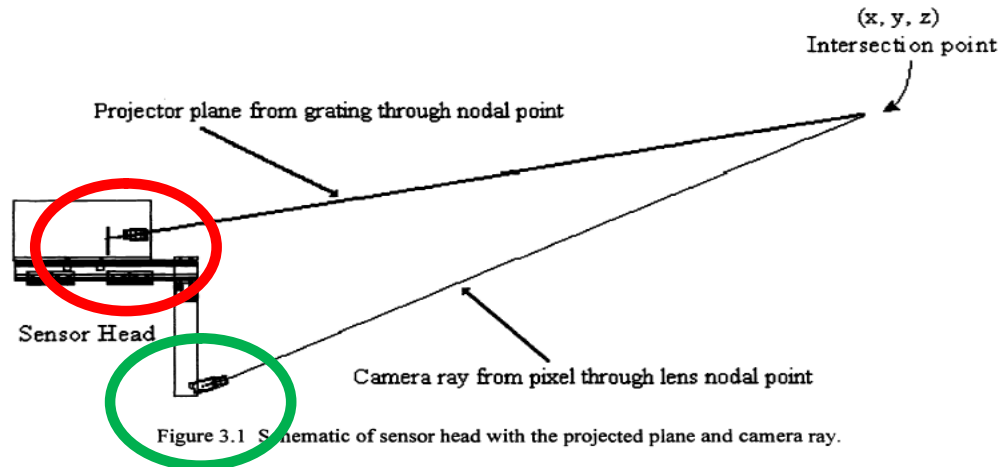 (x, y, z)
Intersection point
Projector plane from grating through nodal point
Sensor Head
Camera ray from pixel through lens nodal point
Figure 3.1 Schematic of sensor head with the projected plane and camera ray.